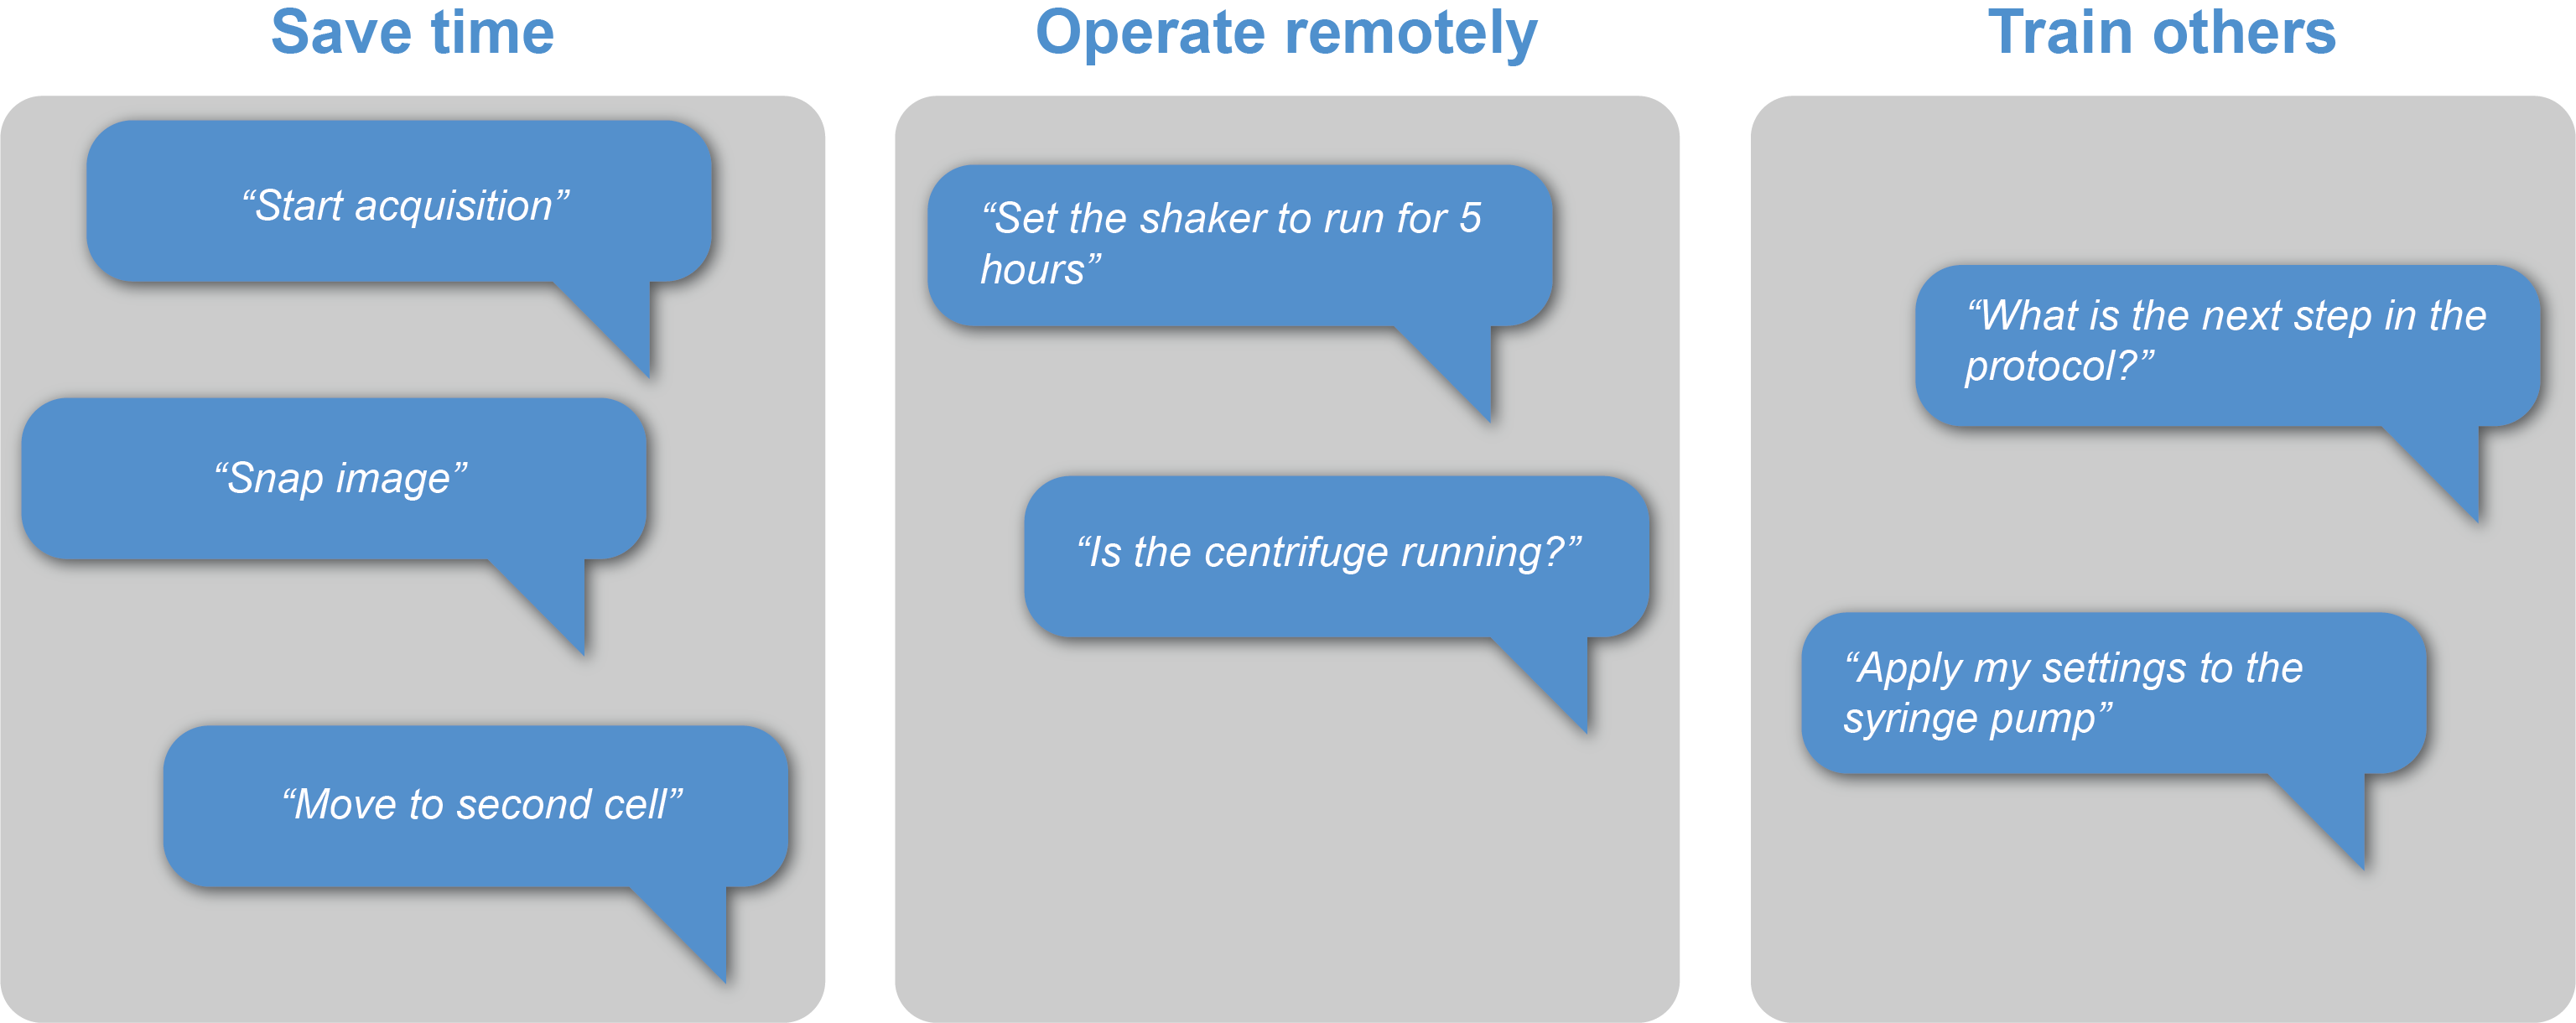 Save time
“Start acquisition”
“Snap image”
“Move to second cell”
Operate remotely
“Set the shaker to run for 5
hours”
“Is the centrifuge running?”
Train others
“What is the next step in the
protocol?”
“Apply my settings to the
syringe pump”